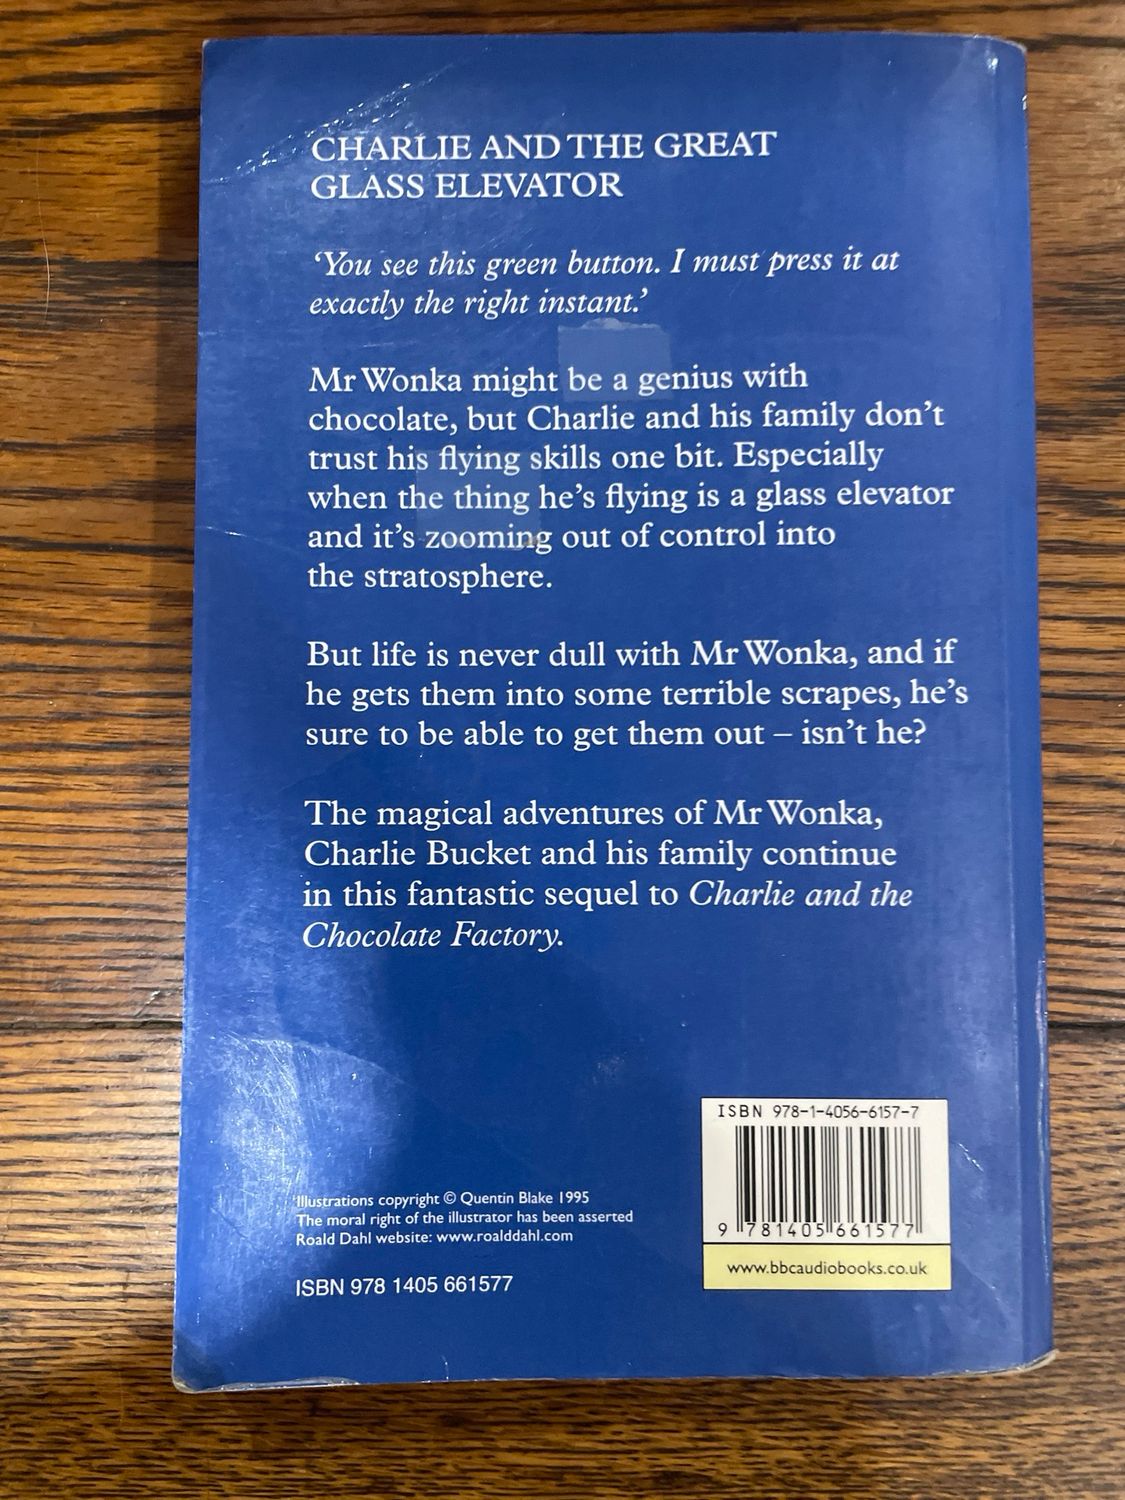 CHARLIE AND THE GREAT
GLASS ELEVATOR
‘You see this green button. I must press it at
exactly the right instant.’
Mr Wonka might be a genius with
chocolate, but Charlie and his family don’t
trust his flying skills one bit. Especially
when the thing he’s flying is a glass elevator
and it’s zooming out of control into
the stratosphere.
But life is never dull with Mr Wonka, and if
he gets them into some terrible scrapes, he’s
sure to be able to get them out – isn’t he?
The magical adventures of Mr Wonka,
Charlie Bucket and his family continue
in this fantastic sequel to Charlie and the
Chocolate Factory.
ISBN 978-1-4056-6157-7
9 781405 661577
www.bbcaudiobooks.co.uk
Illustrations copyright © Quentin Blake 1995
The moral right of the illustrator has been asserted
Roald Dahl website: www.roalddahl.com
ISBN 978 1405 661577